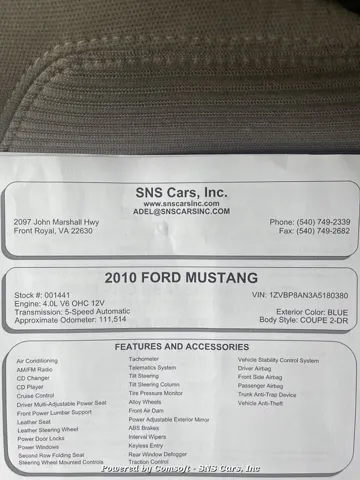 SNS Cars, Inc.
www.snscarsinc.com
ADEL@SNSCARSINC.COM
2097 John Marshall Hwy
Front Royal, VA 22630
Phone: (540) 749-2339
Fax: (540) 749-2682
2010 FORD MUSTANG
Stock #: 001441
Engine: 4.0L V6 OHC 12V
Transmission: 5-Speed Automatic
Approximate Odometer: 111,514
VIN: 1ZVBP8AN3A5180380
Exterior Color: BLUE
Body Style: COUPE 2-DR
FEATURES AND ACCESSORIES
Air Conditioning
AM/FM Radio
CD Changer
CD Player
Cruise Control
Driver Multi-Adjustable Power Seat
Front Power Lumbar Support
Leather Seat
Leather Steering Wheel
Power Door Locks
Power Windows
Second Row Folding Seat
Steering Wheel Mounted Controls
Tachometer
Telematics System
Tilt Steering
Tilt Steering Column
Tire Pressure Monitor
Alloy Wheels
Front Air Dam
Power Adjustable Exterior Mirror
ABS Brakes
Interval Wipers
Keyless Entry
Rear Window Defogger
Traction Control
Vehicle Stability Control System
Driver Airbag
Front Side Airbag
Passenger Airbag
Trunk Anti-Trap Device
Vehicle Anti-Theft
Powered by Comsoft - SNS Cars, Inc